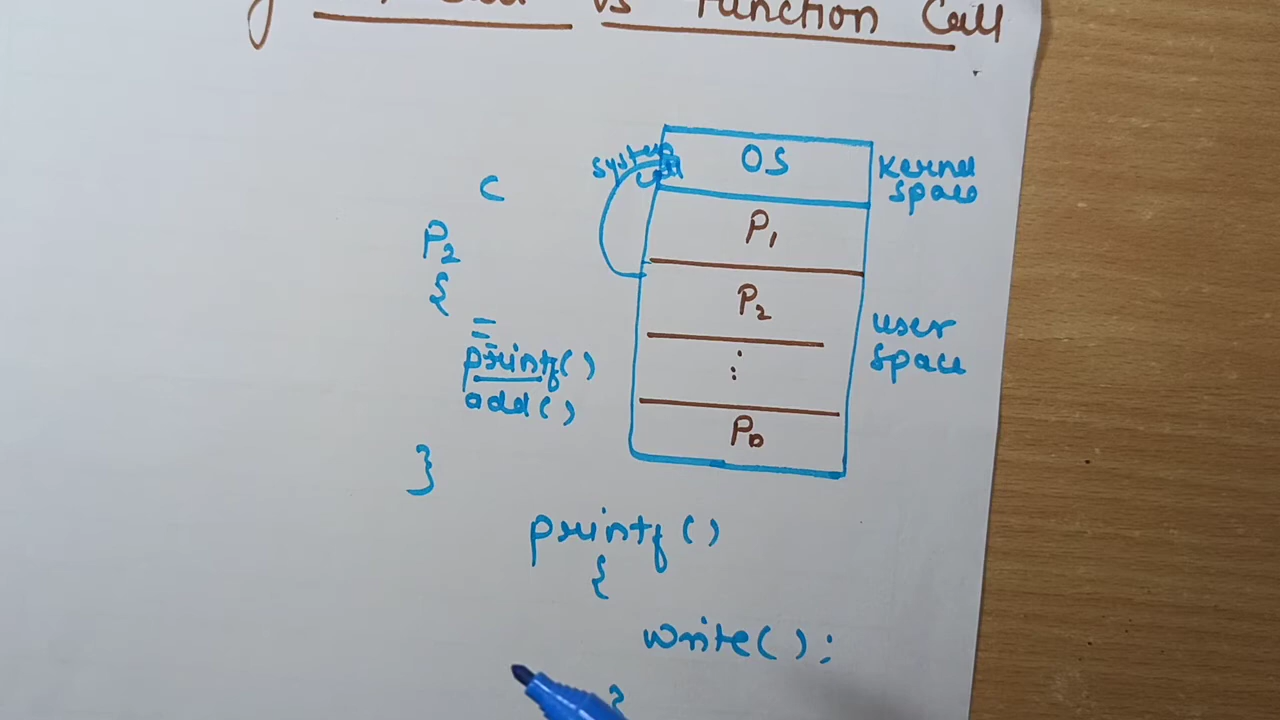 vs Function Call
OS
Kernel
space
system
call
C
P1
P2
{
P2
user
space
printf()
add()
⋮
Pn
}
printf()
{
write();
}